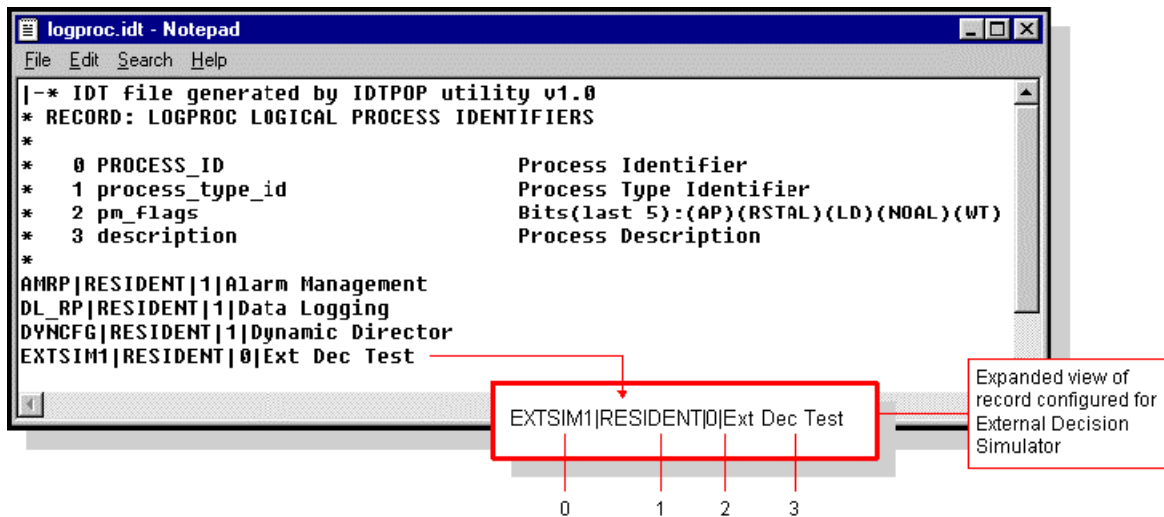 logproc.idt - Notepad
File Edit Search Help
|-* IDT file generated by IDTPOP utility v1.0
* RECORD: LOGPROC LOGICAL PROCESS IDENTIFIERS
*
* 0 PROCESS_ID Process Identifier
* 1 process_type_id Process Type Identifier
* 2 pm_flags Bits(last 5):(AP)(RSTAL)(LD)(NOAL)(WT)
* 3 description Process Description
*
AMRP|RESIDENT|1|Alarm Management
DL_RP|RESIDENT|1|Data Logging
DYNCFG|RESIDENT|1|Dynamic Director
EXTSIM1|RESIDENT|0|Ext Dec Test
EXTSIM1|RESIDENT|0|Ext Dec Test
Expanded view of
record configured for
External Decision
Simulator
0 1 2 3